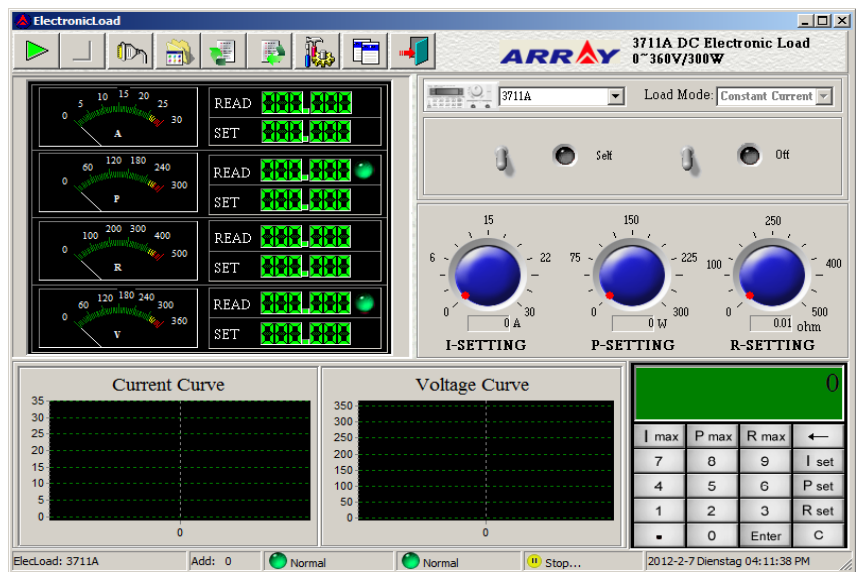 ElectronicLoad
ARRAY
3711A DC Electronic Load
0~360V/300W
0 5 10 15 20 25 30
A
READ
SET
0 60 120 180 240 300
P
READ
SET
0 100 200 300 400 500
R
READ
SET
0 60 120 180 240 300 360
V
READ
SET
3711A
Load Mode: Constant Current
Self
Off
0 6 15 22 30
0 A
I-SETTING
0 75 150 225 300
0 W
P-SETTING
0 100 250 400 500
0.01 ohm
R-SETTING
Current Curve
35
30
25
20
15
10
5
0
0
Voltage Curve
350
300
250
200
150
100
50
0
0
0
I max P max R max ←
7 8 9 I set
4 5 6 P set
1 2 3 R set
. 0 Enter C
ElecLoad: 3711A Add: 0 Normal Normal Stop... 2012-2-7 Dienstag 04:11:38 PM